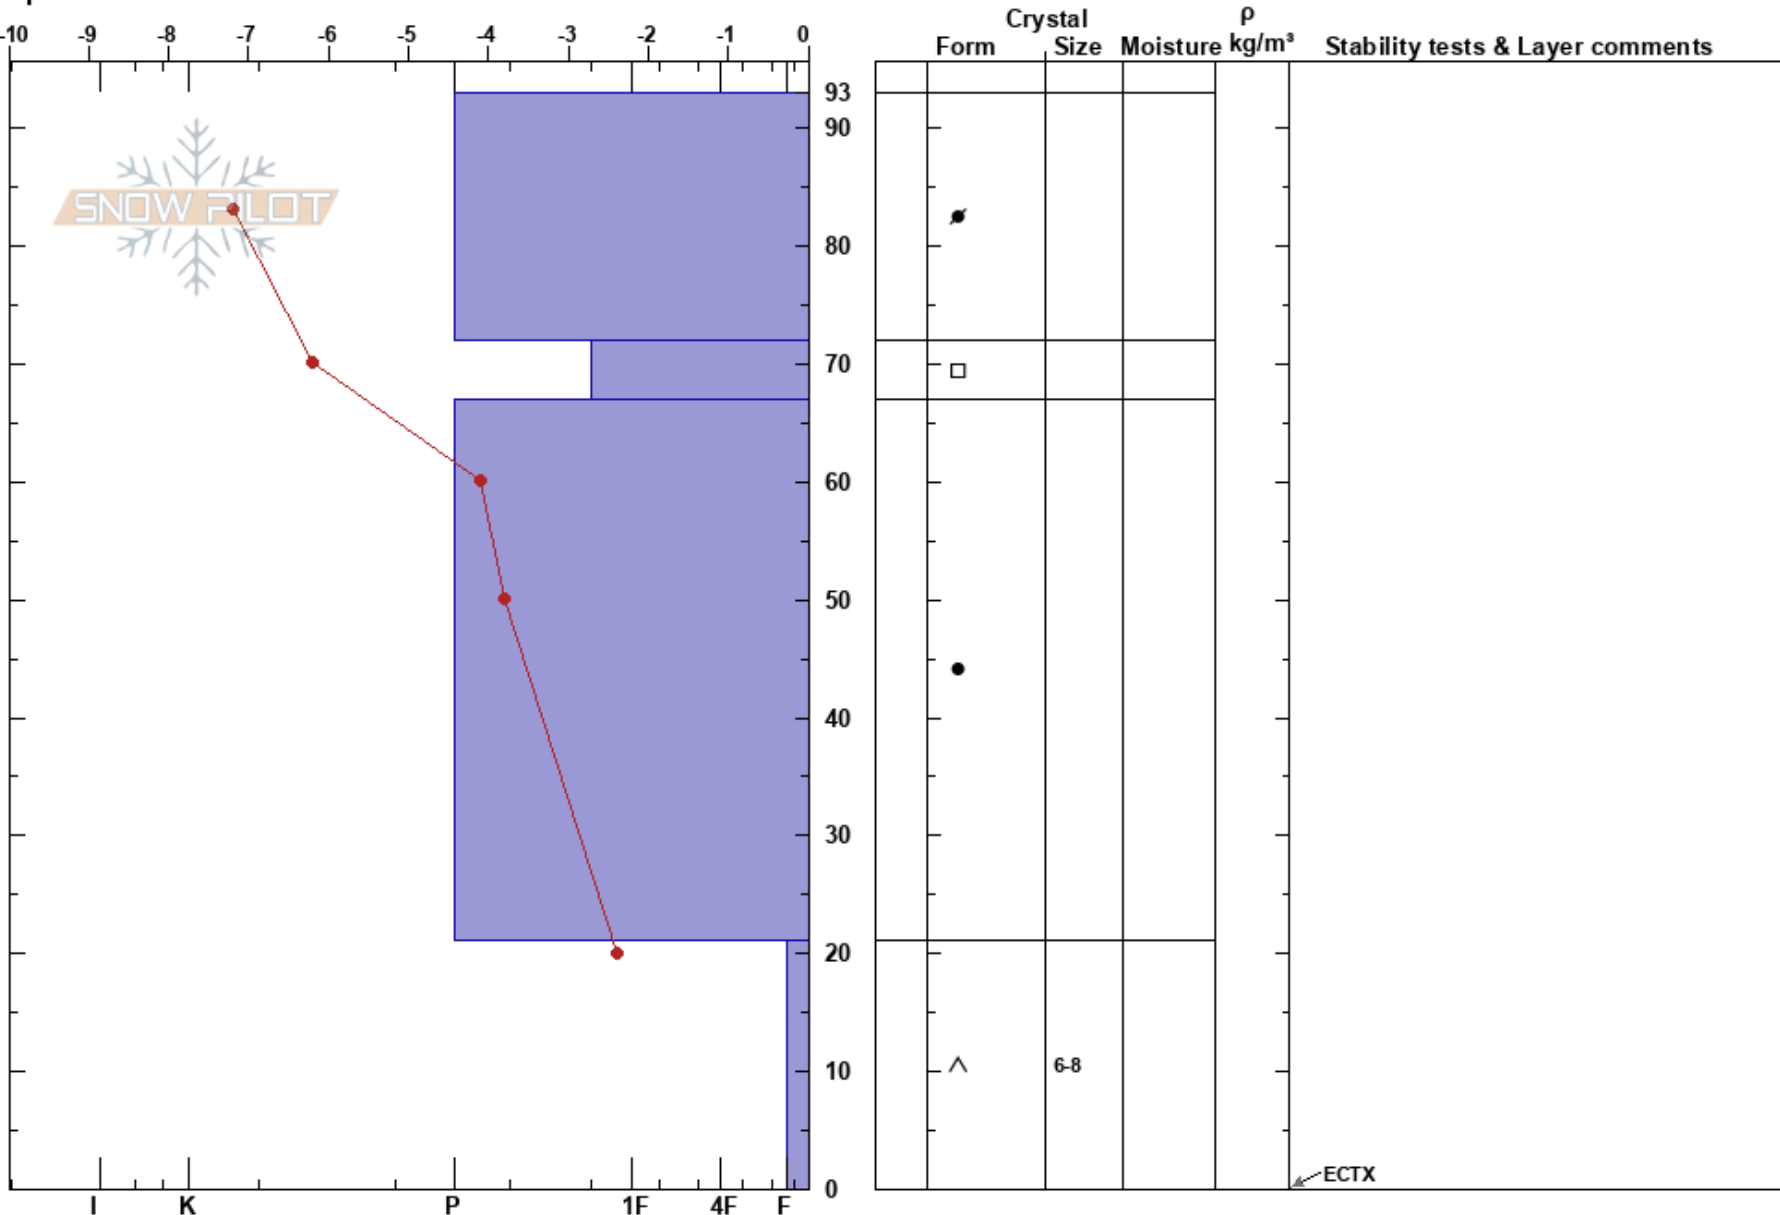 Crystal
ρ
-10 -9 -8 -7 -6 -5 -4 -3 -2 -1 0
Form Size Moisture kg/m³ Stability tests & Layer comments
93
90
SNOW PILOT
80
70
60
50
40
30
20
10 6-8
0 ECTX
I K P 1F 4F F